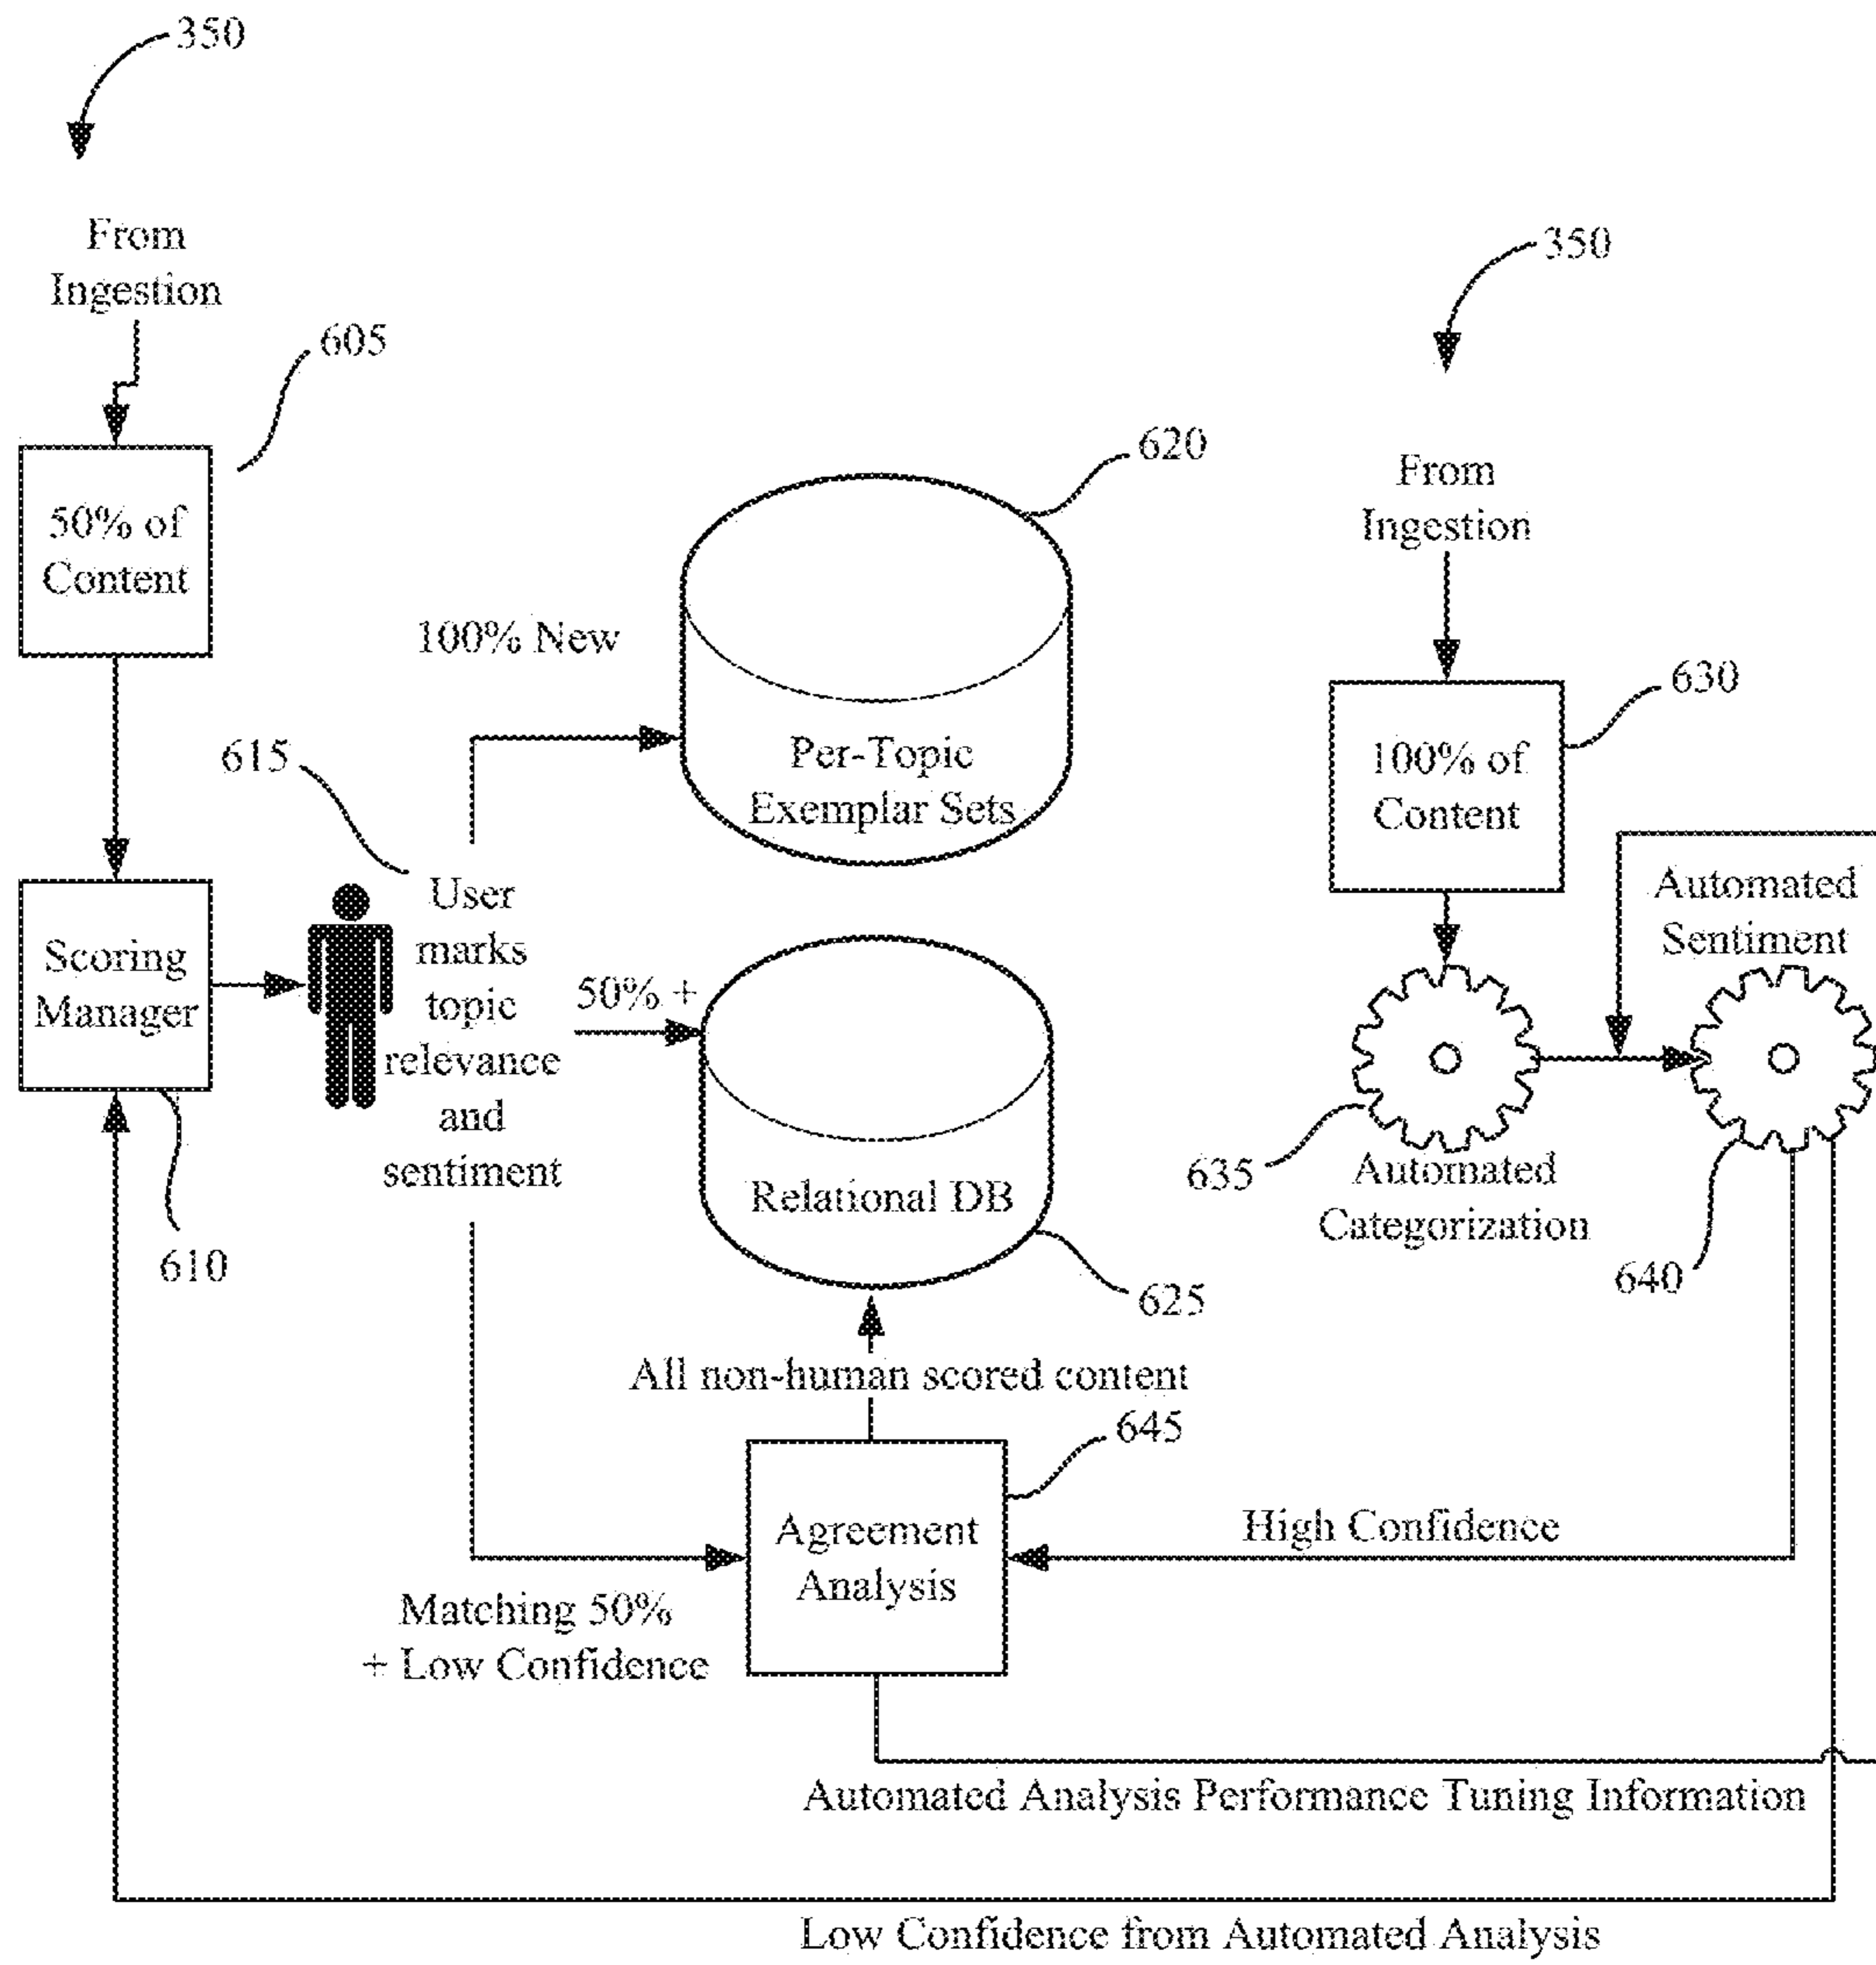 350
From
Ingestion
605
50% of
Content
350
From
Ingestion
620
100% New
Per-Topic
Exemplar Sets
630
100% of
Content
615
User
marks
topic
relevance
and
sentiment
Scoring
Manager
610
50% +
Relational DB
625
Automated
Sentiment
635
Automated
Categorization
640
All non-human scored content
645
Agreement
Analysis
High Confidence
Matching 50%
+ Low Confidence
Automated Analysis Performance Tuning Information
Low Confidence from Automated Analysis